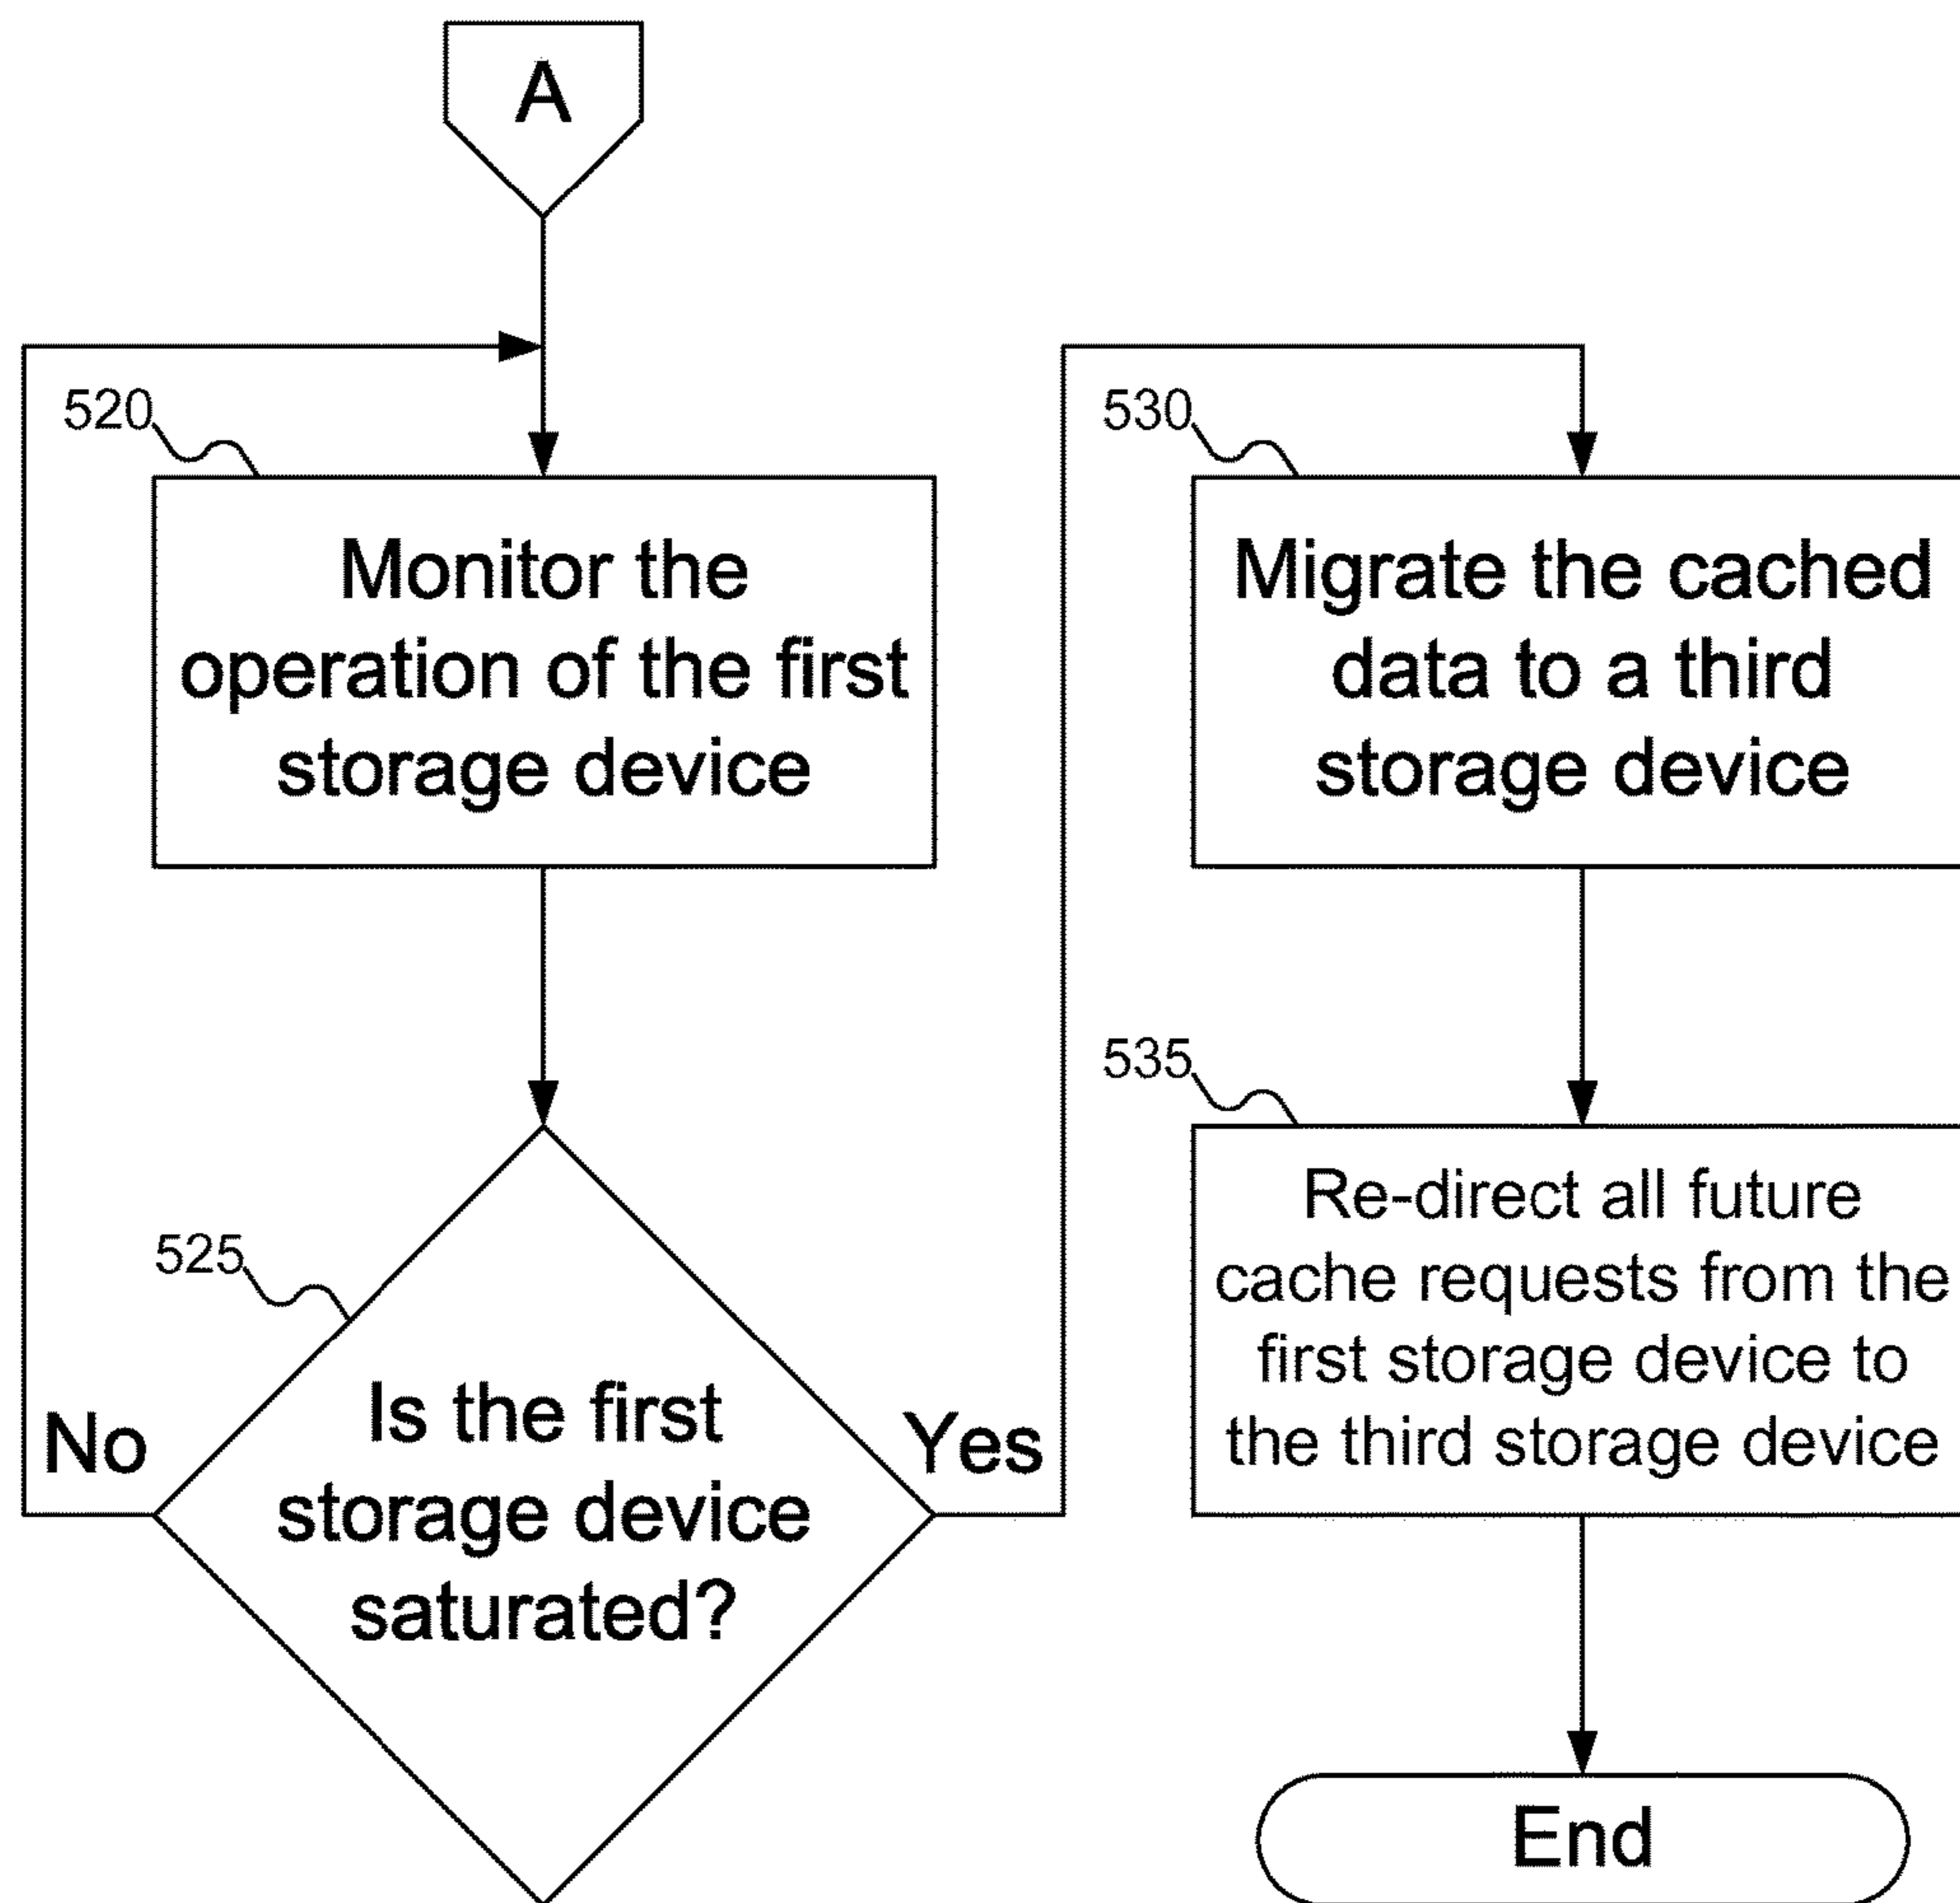 A
520
Monitor the
operation of the first
storage device
525
Is the first
storage device
saturated?
No
Yes
530
Migrate the cached
data to a third
storage device
535
Re-direct all future
cache requests from the
first storage device to
the third storage device
End